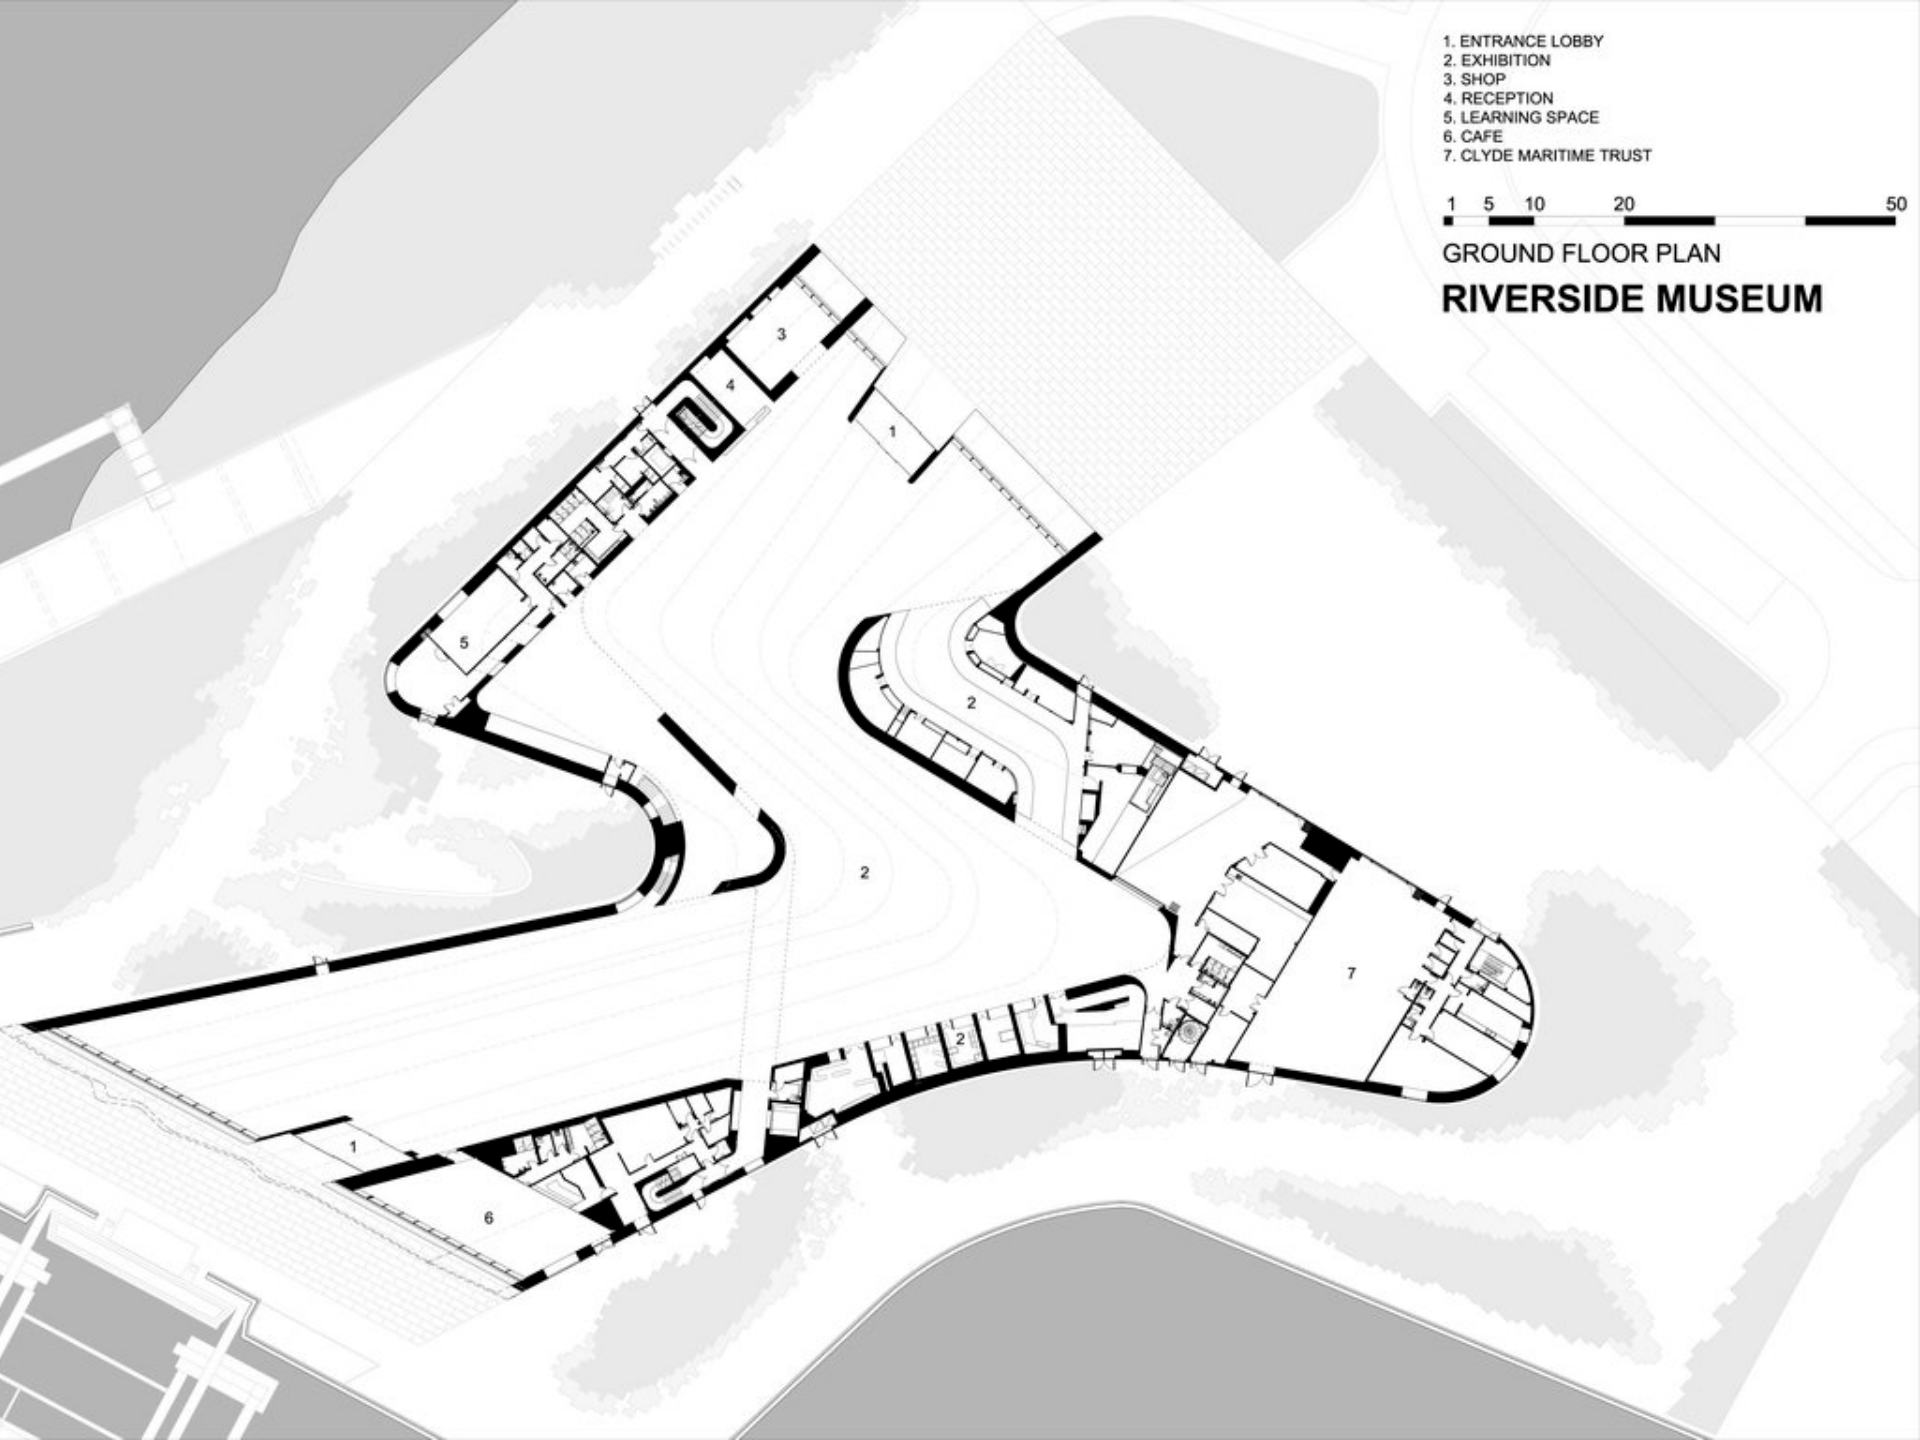 1. ENTRANCE LOBBY
2. EXHIBITION
3. SHOP
4. RECEPTION
5. LEARNING SPACE
6. CAFE
7. CLYDE MARITIME TRUST
1 5 10 20 50
GROUND FLOOR PLAN
RIVERSIDE MUSEUM
3
4
1
5
2
2
7
2
1
6